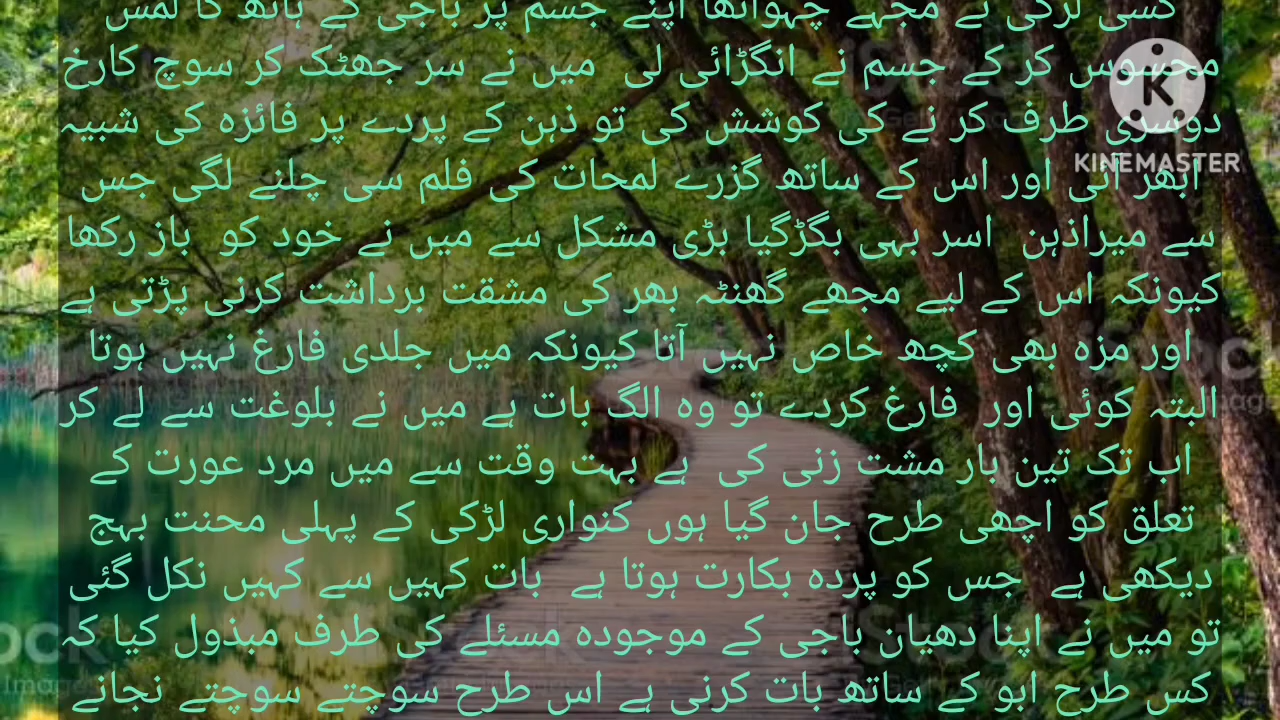 کسی لڑکی نے مجہے چہواتھا اپنے جسم پر باجی کے ہاتھ کا لمس
محسوس کر کے جسم نے انگڑائی لی میں نے سر جھٹک کر سوچ کارخ
دوسری طرف کر نے کی کوشش کی تو ذہن کے پردے پر فائزہ کی شبیہ
ابھر آئی اور اس کے ساتھ گزرے لمحات کی فلم سی چلنے لگی جس
سے میراذہن اسر بہی بگڑگیا بڑی مشکل سے میں نے خود کو باز رکھا
کیونکہ اس کے لیے مجھے گھنٹہ بھر کی مشقت برداشت کرنی پڑتی ہے
اور مزہ بھی کچھ خاص نہیں آتا کیونکہ میں جلدی فارغ نہیں ہوتا
البتہ کوئی اور فارغ کردے تو وہ الگ بات ہے میں نے بلوغت سے لے کر
اب تک تین بار مشت زنی کی ہے بہت وقت سے میں مرد عورت کے
تعلق کو اچھی طرح جان گیا ہوں کنواری لڑکی کے پہلی محنت بہج
دیکھی ہے جس کو پردہ بکارت ہوتا ہے بات کہیں سے کہیں نکل گئی
تو میں نے اپنا دھیان باجی کے موجودہ مسئلے کی طرف مبذول کیا کہ
کس طرح ابو کے ساتھ بات کرنی ہے اس طرح سوچتے سوچتے نجانے
KINEMASTER